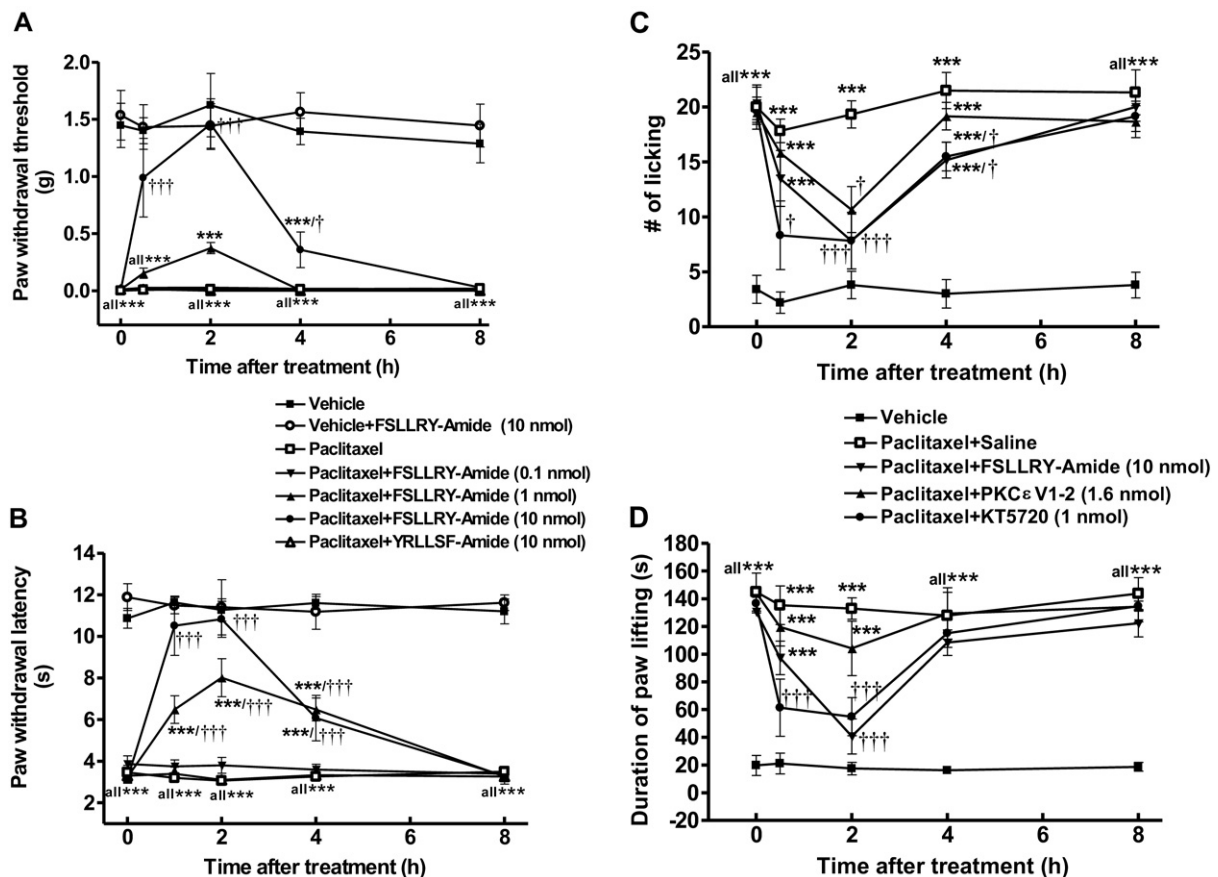 A
Paw withdrawal threshold
(g)
2.0
1.5
1.0
0.5
0.0
†††
†††
***/†
***
all***
all***
all***
all***
all***
0
2
4
6
8
Time after treatment (h)
Vehicle
Vehicle+FSLLRY-Amide (10 nmol)
Paclitaxel
Paclitaxel+FSLLRY-Amide (0.1 nmol)
Paclitaxel+FSLLRY-Amide (1 nmol)
Paclitaxel+FSLLRY-Amide (10 nmol)
Paclitaxel+YRLLSF-Amide (10 nmol)
B
Paw withdrawal latency
(s)
14
12
10
8
6
4
2
†††
†††
***/†††
***/†††
***/†††
***/†††
all***
all***
all***
all***
all***
0
2
4
6
8
Time after treatment (h)
C
# of licking
25
20
15
10
5
0
all***
***
***
***
all***
***
***
***
***/†
***/†
†
†
†††
†††
0
2
4
6
8
Time after treatment (h)
Vehicle
Paclitaxel+Saline
Paclitaxel+FSLLRY-Amide (10 nmol)
Paclitaxel+PKCεV1-2 (1.6 nmol)
Paclitaxel+KT5720 (1 nmol)
D
Duration of paw lifting (s)
180
160
140
120
100
80
60
40
20
0
-20
all***
***
***
all***
all***
***
***
***
†††
†††
†††
0
2
4
6
8
Time after treatment (h)